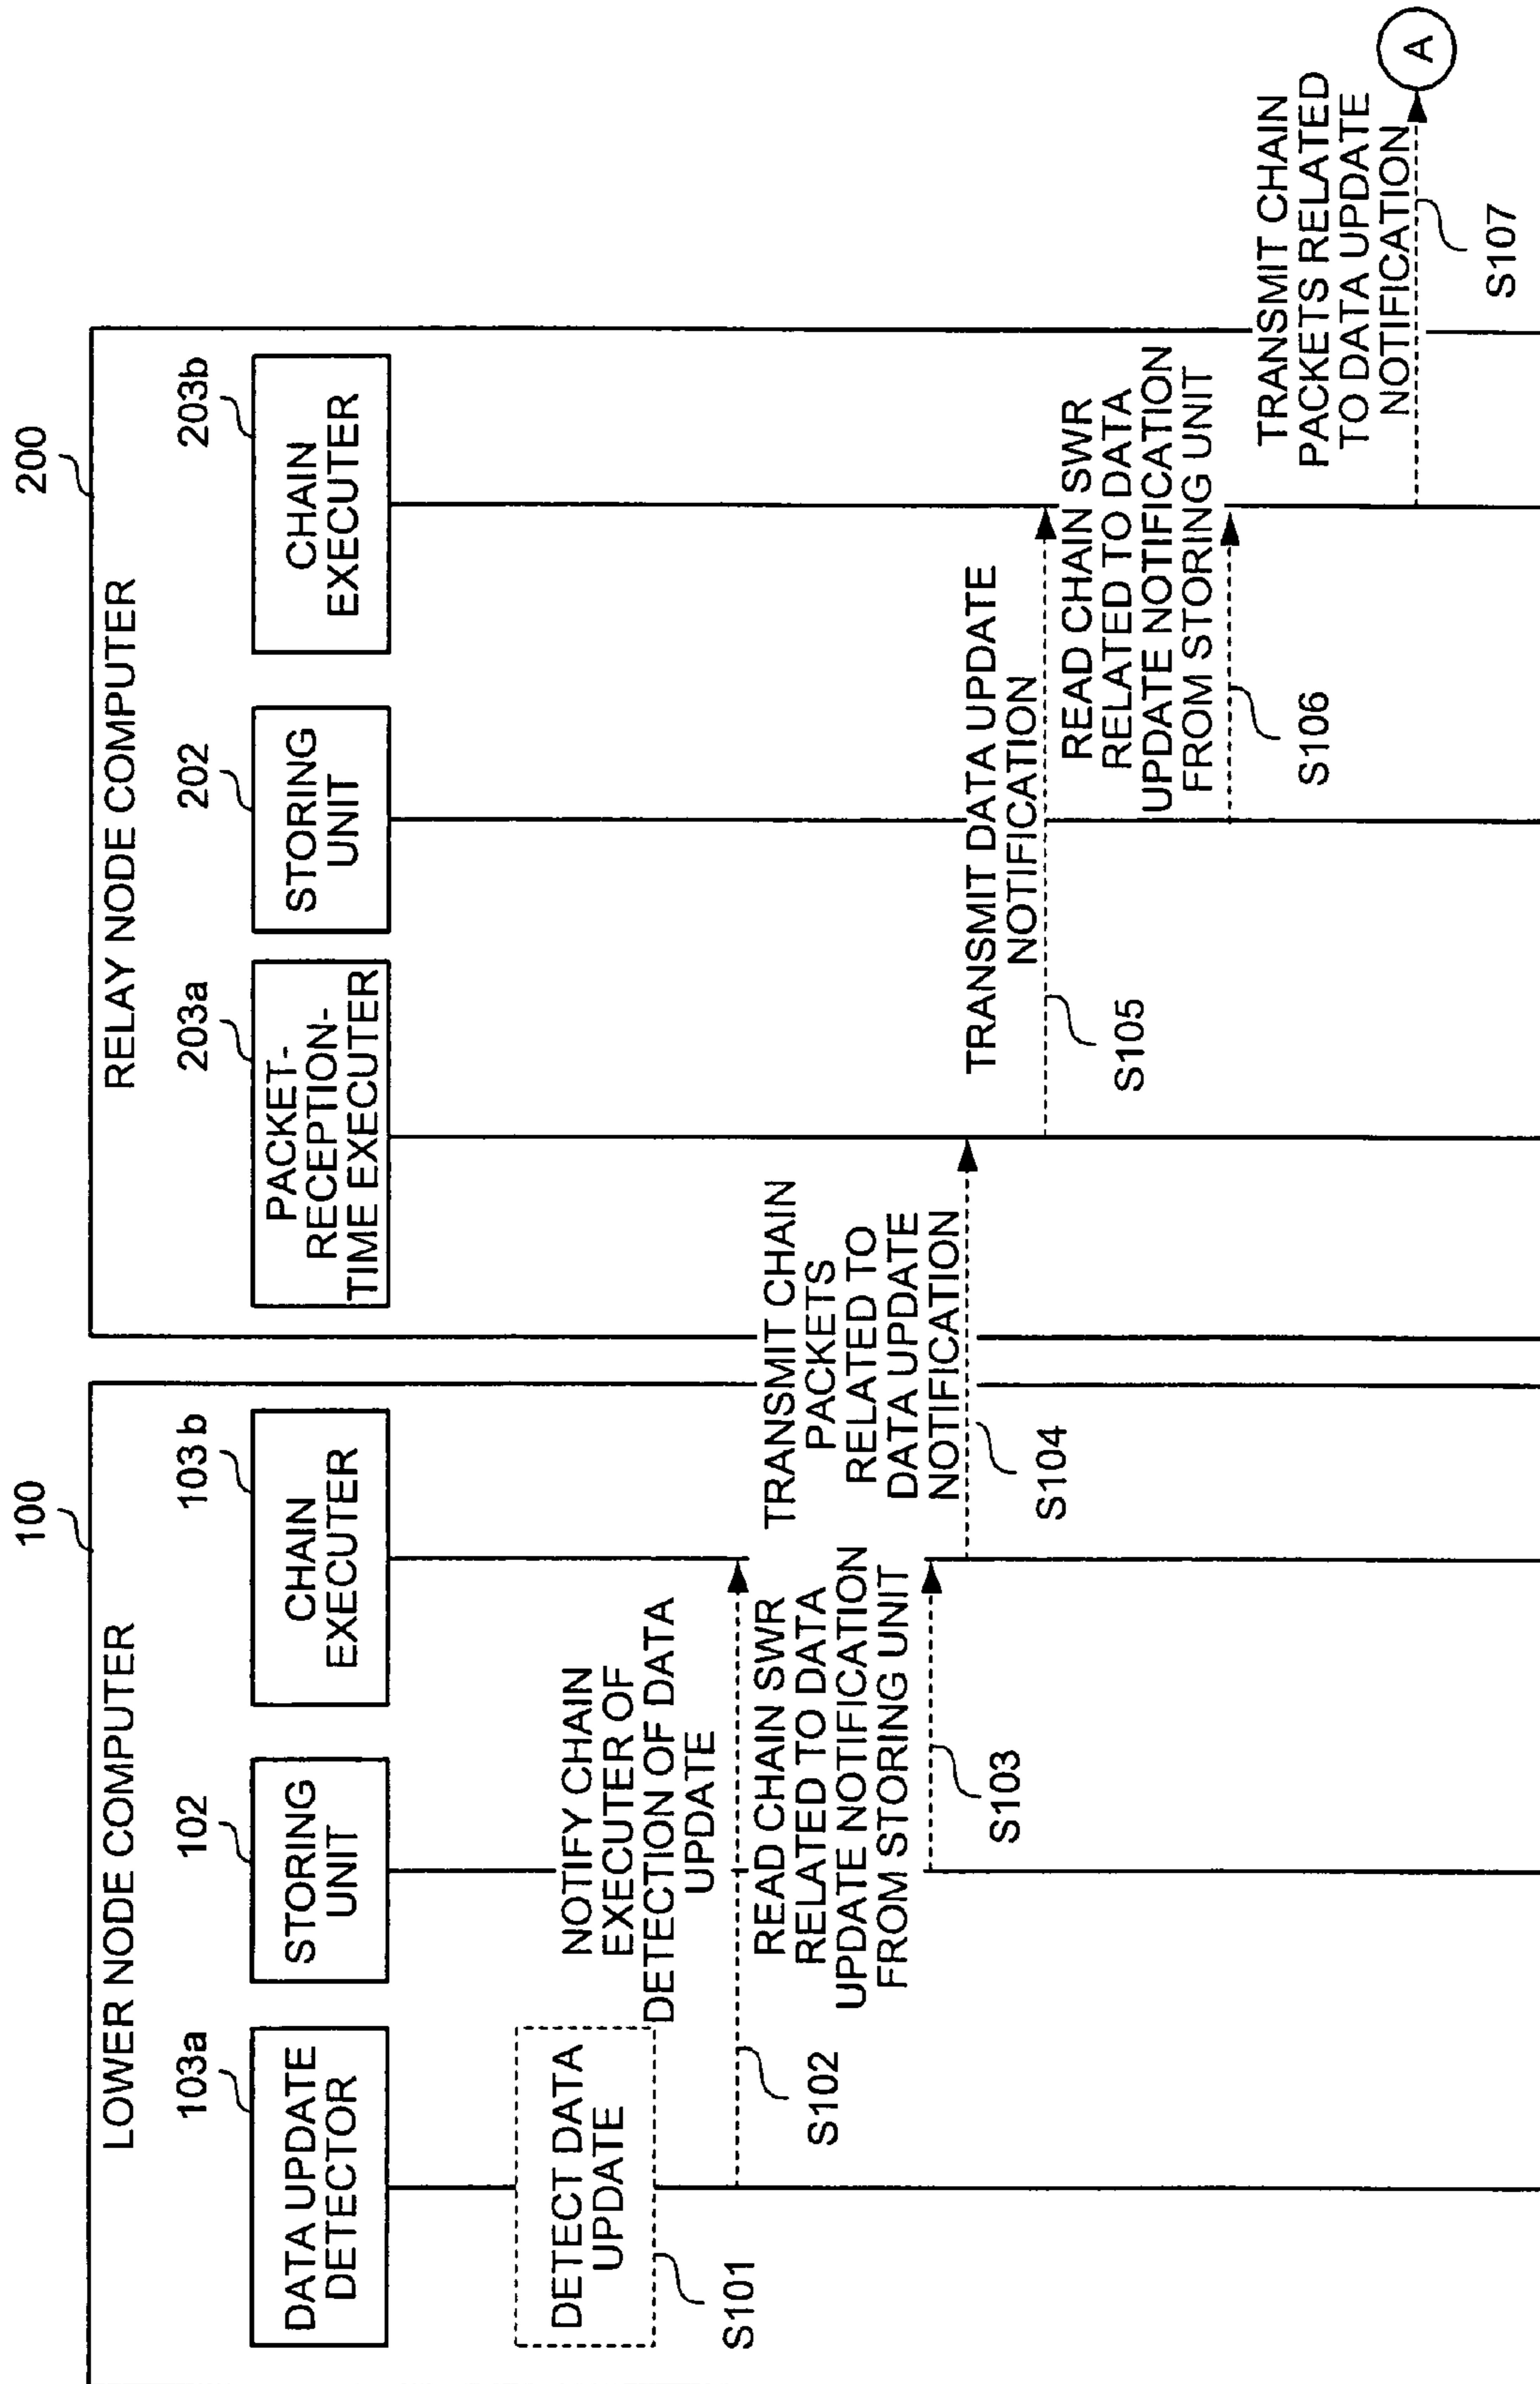 100
LOWER NODE COMPUTER
103a
DATA UPDATE
DETECTOR
102
STORING
UNIT
103b
CHAIN
EXECUTER
200
RELAY NODE COMPUTER
203a
PACKET-
RECEPTION-
TIME EXECUTER
202
STORING
UNIT
203b
CHAIN
EXECUTER
DETECT DATA
UPDATE
S101
NOTIFY CHAIN
EXECUTER OF
DETECTION OF DATA
UPDATE
S102
READ CHAIN SWR
RELATED TO DATA
UPDATE NOTIFICATION
FROM STORING UNIT
S103
TRANSMIT CHAIN
PACKETS
RELATED TO
DATA UPDATE
NOTIFICATION
S104
TRANSMIT DATA UPDATE
NOTIFICATION
S105
READ CHAIN SWR
RELATED TO DATA
UPDATE NOTIFICATION
FROM STORING UNIT
S106
TRANSMIT CHAIN
PACKETS RELATED
TO DATA UPDATE
NOTIFICATION
S107
A